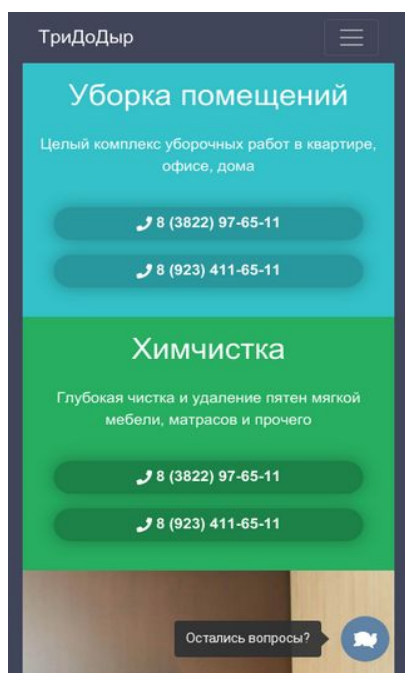 ТриДоДыр
Уборка помещений
Целый комплекс уборочных работ в квартире,
офисе, дома
8 (3822) 97-65-11
8 (923) 411-65-11
Химчистка
Глубокая чистка и удаление пятен мягкой
мебели, матрасов и прочего
8 (3822) 97-65-11
8 (923) 411-65-11
Остались вопросы?